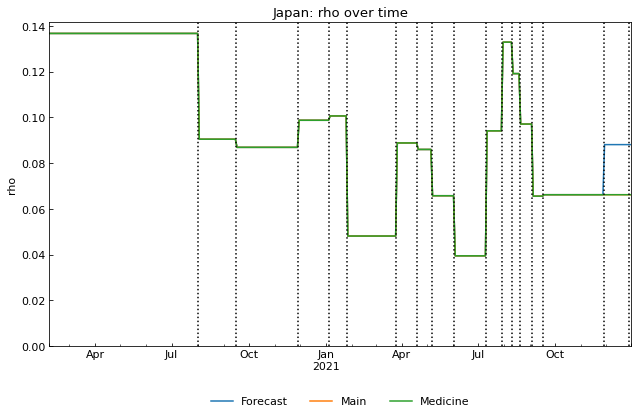 Japan: rho over time
0.14
0.12
0.10
0.08
0.06
0.04
0.02
0.00
rho
Apr Jul Oct Jan Apr Jul Oct
2021
Forecast Main Medicine